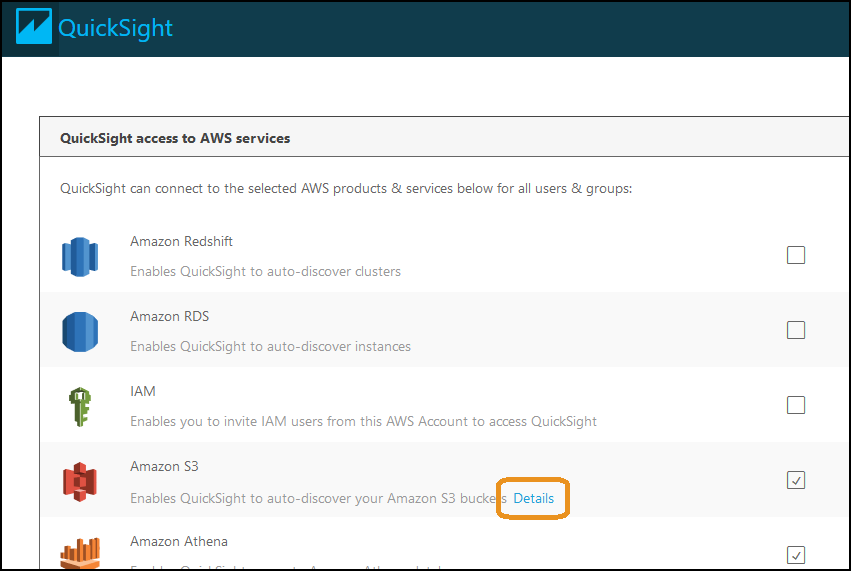 QuickSight
QuickSight access to AWS services
QuickSight can connect to the selected AWS products & services below for all users & groups:
Amazon Redshift
Enables QuickSight to auto-discover clusters
Amazon RDS
Enables QuickSight to auto-discover instances
IAM
Enables you to invite IAM users from this AWS Account to access QuickSight
Amazon S3
Enables QuickSight to auto-discover your Amazon S3 buckets Details
Amazon Athena